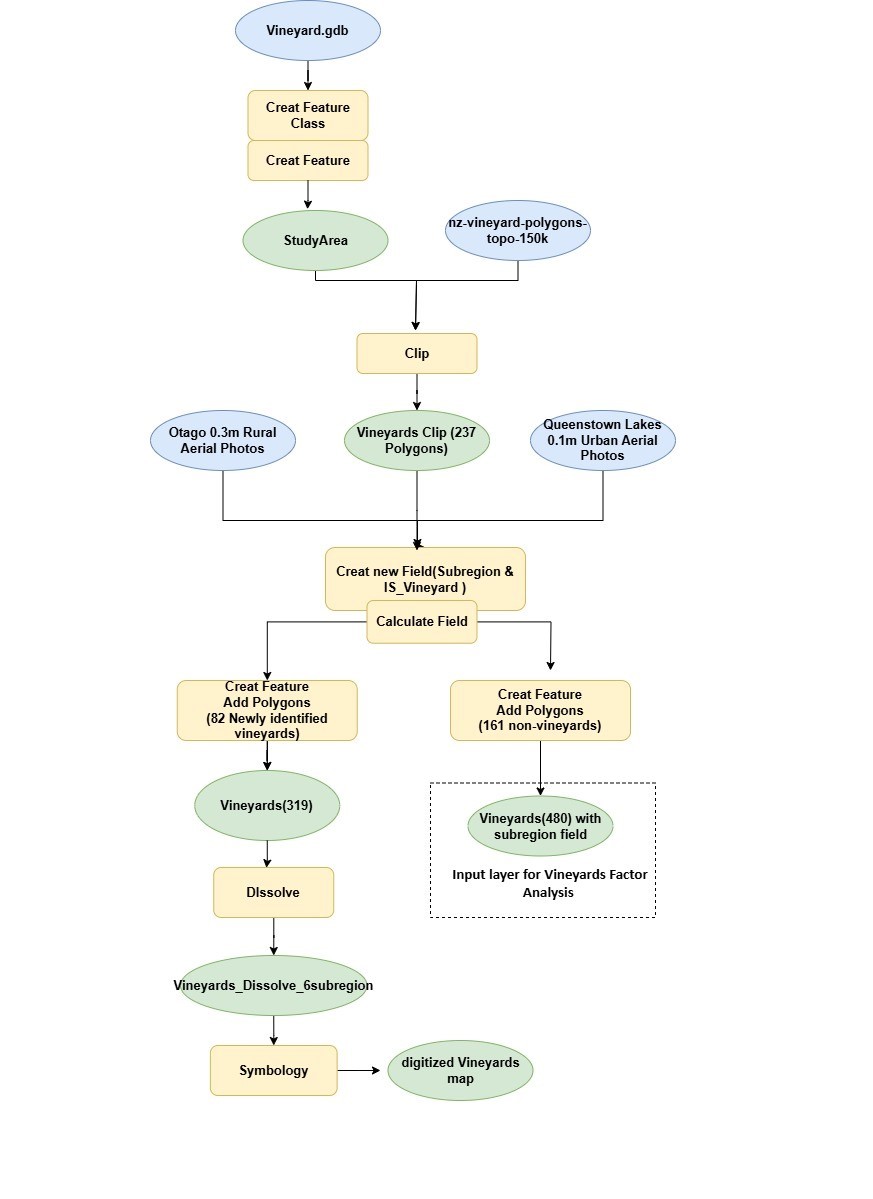 Vineyard.gdb
Creat Feature
Class
Creat Feature
StudyArea
nz-vineyard-polygons-
topo-150k
Clip
Otago 0.3m Rural
Aerial Photos
Vineyards Clip (237
Polygons)
Queenstown Lakes
0.1m Urban Aerial
Photos
Creat new Field(Subregion &
IS_Vineyard )
Calculate Field
Creat Feature
Add Polygons
(82 Newly identified
vineyards)
Creat Feature
Add Polygons
(161 non-vineyards)
Vineyards(319)
Vineyards(480) with
subregion field
Input layer for Vineyards Factor
Analysis
DIssolve
Vineyards_Dissolve_6subregion
Symbology
digitized Vineyards
map